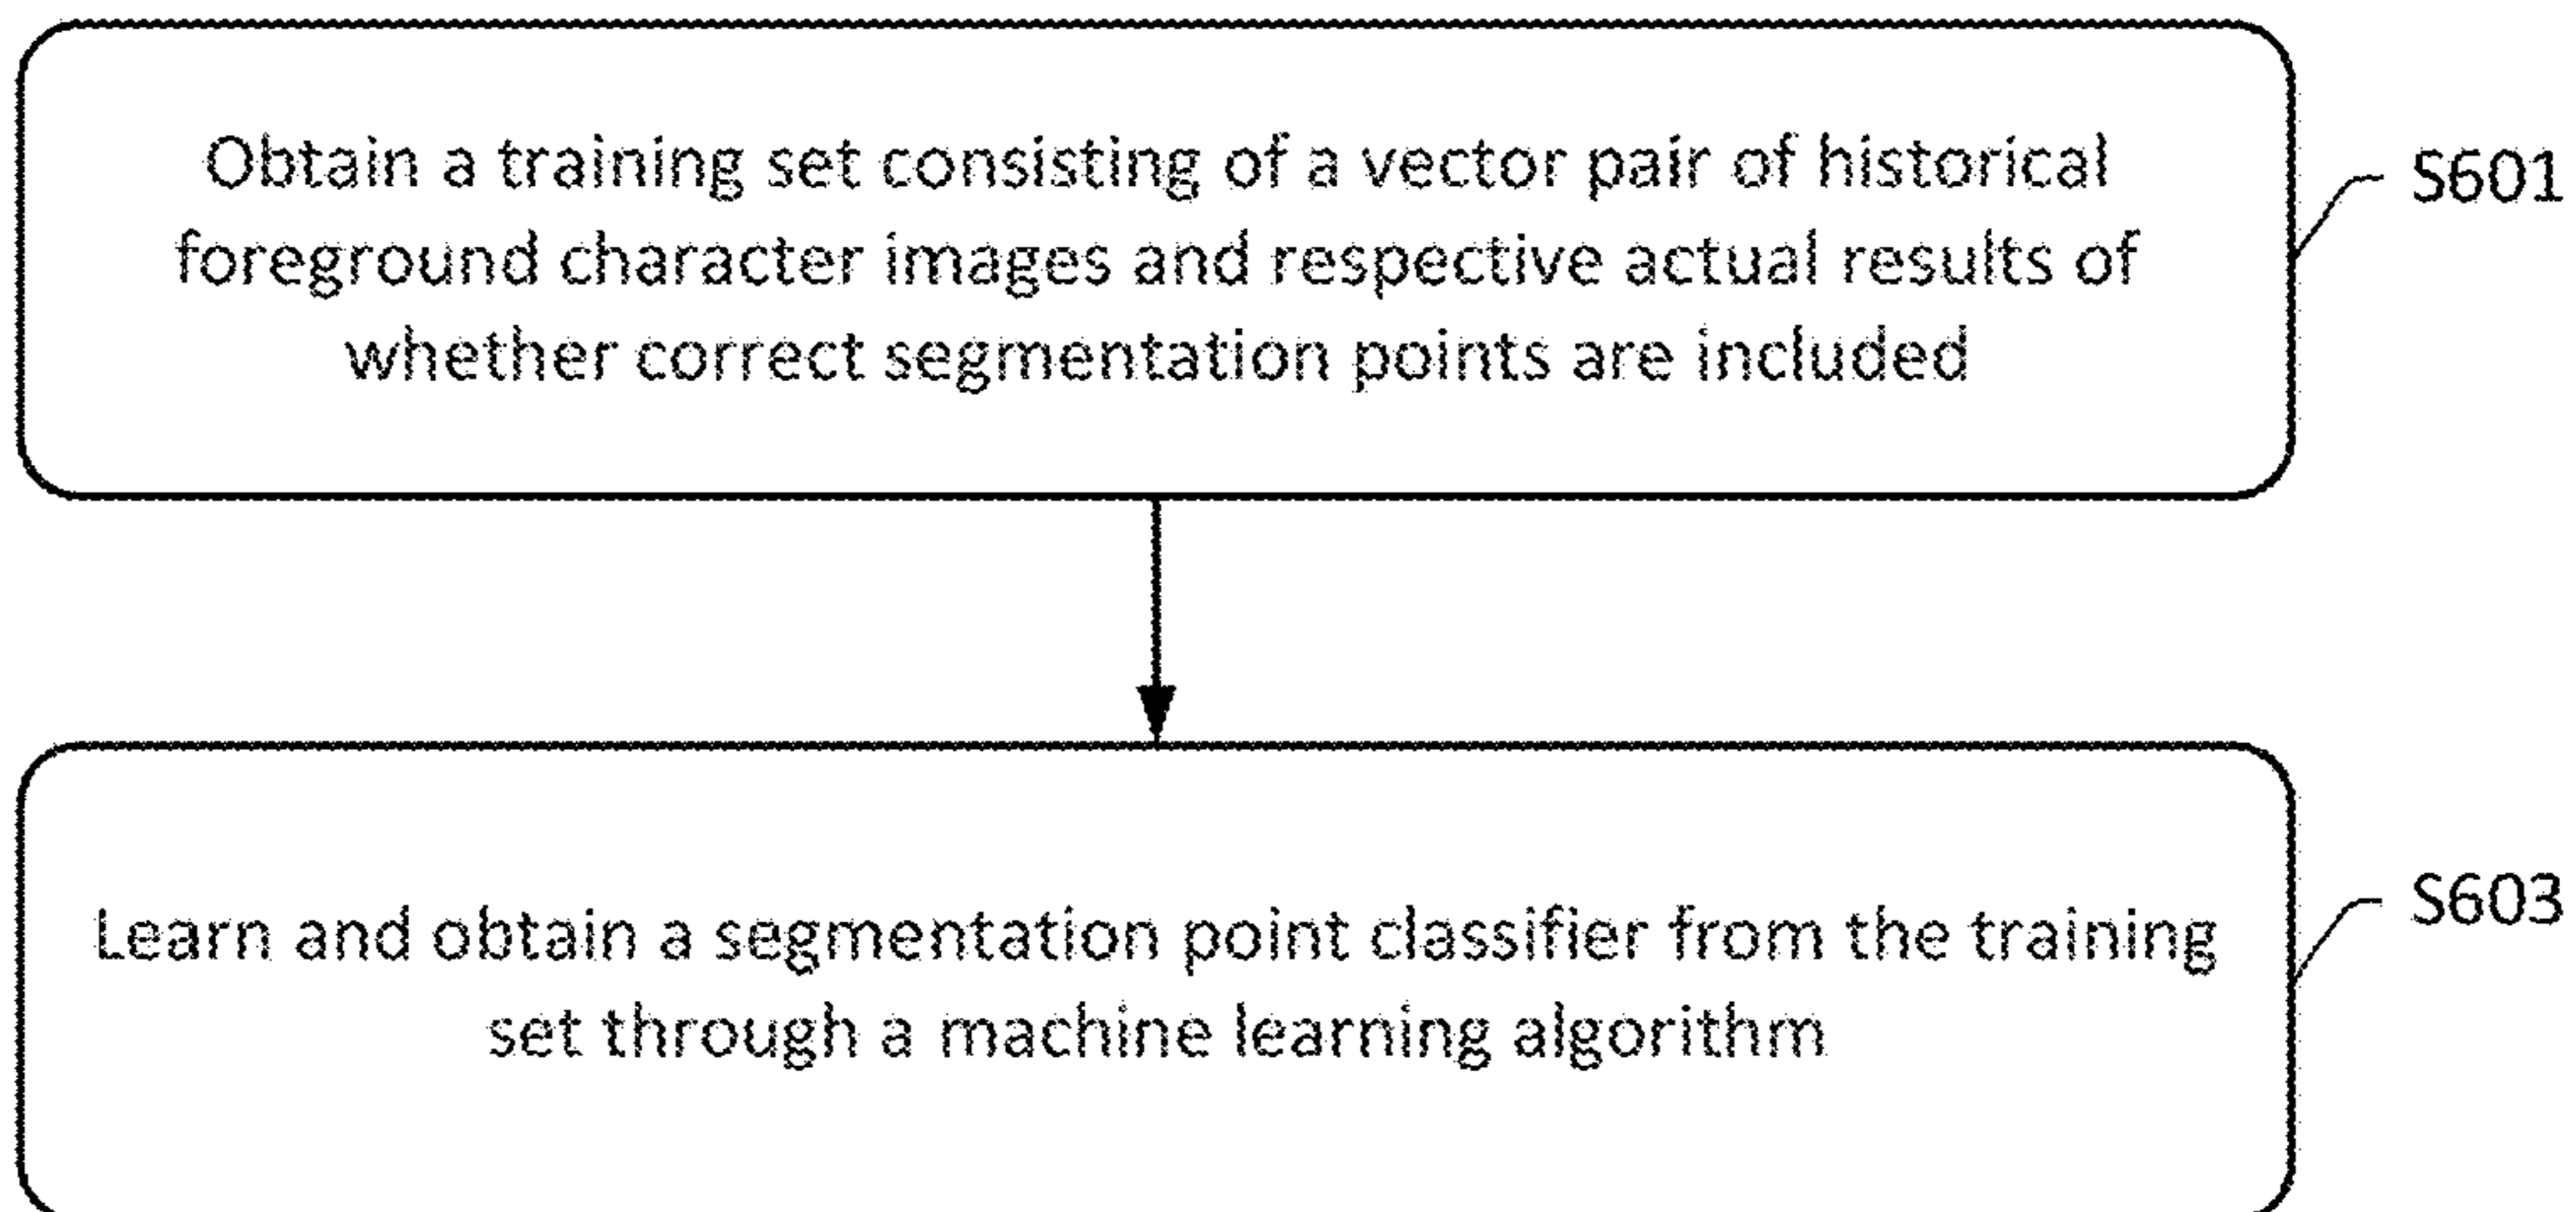 Obtain a training set consisting of a vector pair of historical
foreground character images and respective actual results of
whether correct segmentation points are included
S601
Learn and obtain a segmentation point classifier from the training
set through a machine learning algorithm
S603